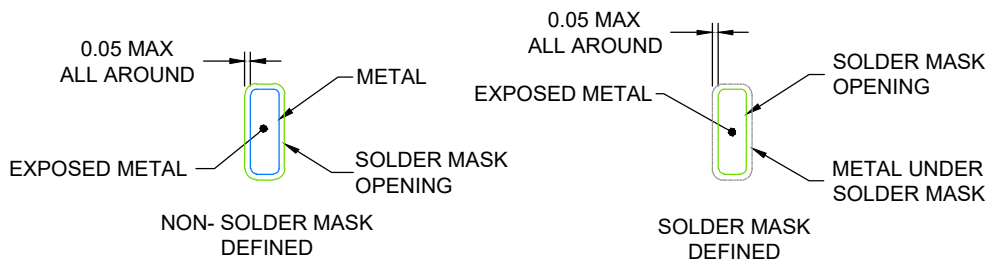 0.05 MAX
ALL AROUND
METAL
EXPOSED METAL
SOLDER MASK
OPENING
NON- SOLDER MASK
DEFINED
0.05 MAX
ALL AROUND
SOLDER MASK
OPENING
EXPOSED METAL
METAL UNDER
SOLDER MASK
SOLDER MASK
DEFINED